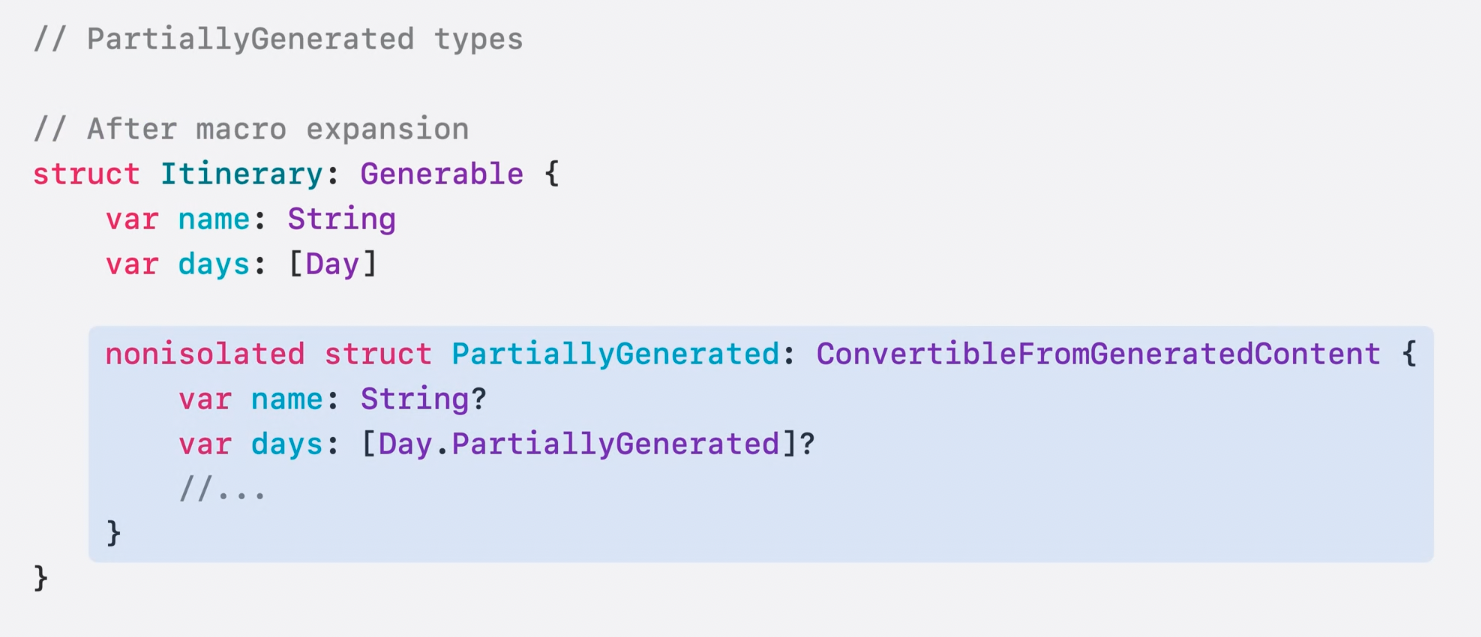 // PartiallyGenerated types
// After macro expansion
struct Itinerary: Generable {
    var name: String
    var days: [Day]
    nonisolated struct PartiallyGenerated: ConvertibleFromGeneratedContent {
        var name: String?
        var days: [Day.PartiallyGenerated]?
        //...
    }
}